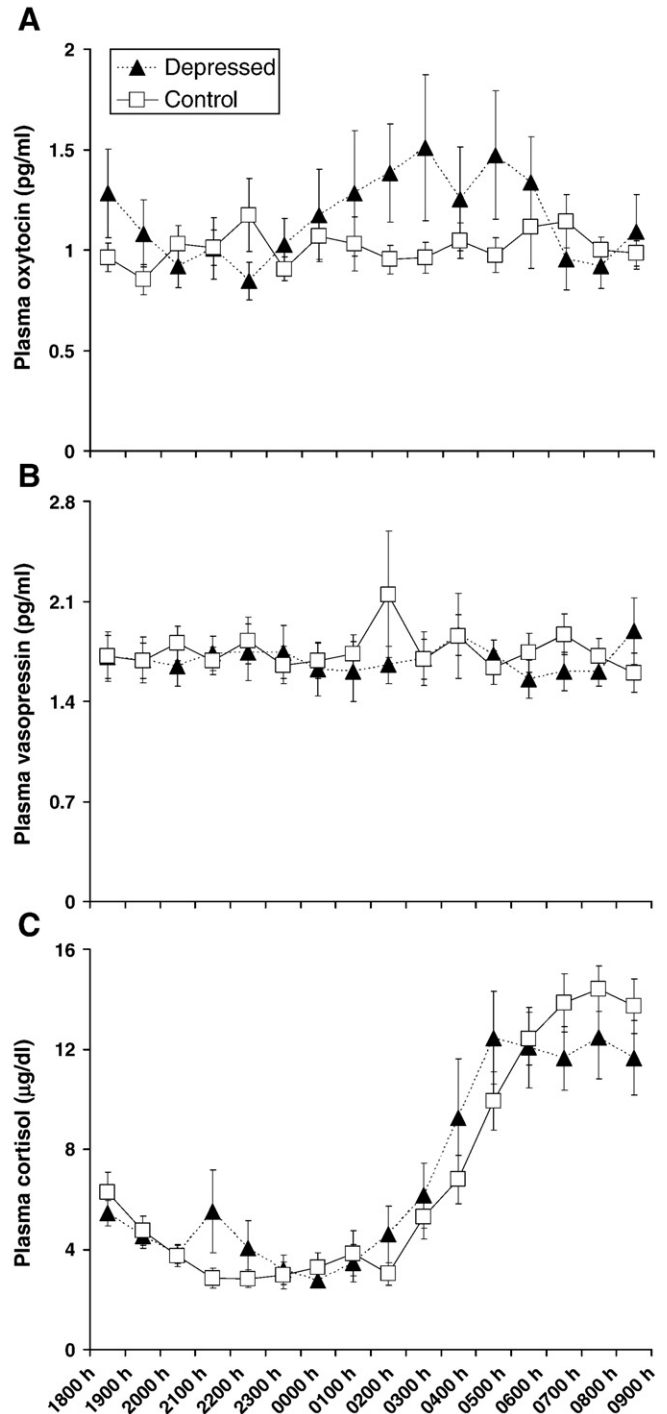 A
2
Depressed
Control
1.5
1
0.5
0
Plasma oxytocin (pg/ml)
B
2.8
2.1
1.4
0.7
0
Plasma vasopressin (pg/ml)
C
16
12
8
4
0
Plasma cortisol (µg/dl)
1800 h
1900 h
2000 h
2100 h
2200 h
2300 h
0000 h
0100 h
0200 h
0300 h
0400 h
0500 h
0600 h
0700 h
0800 h
0900 h